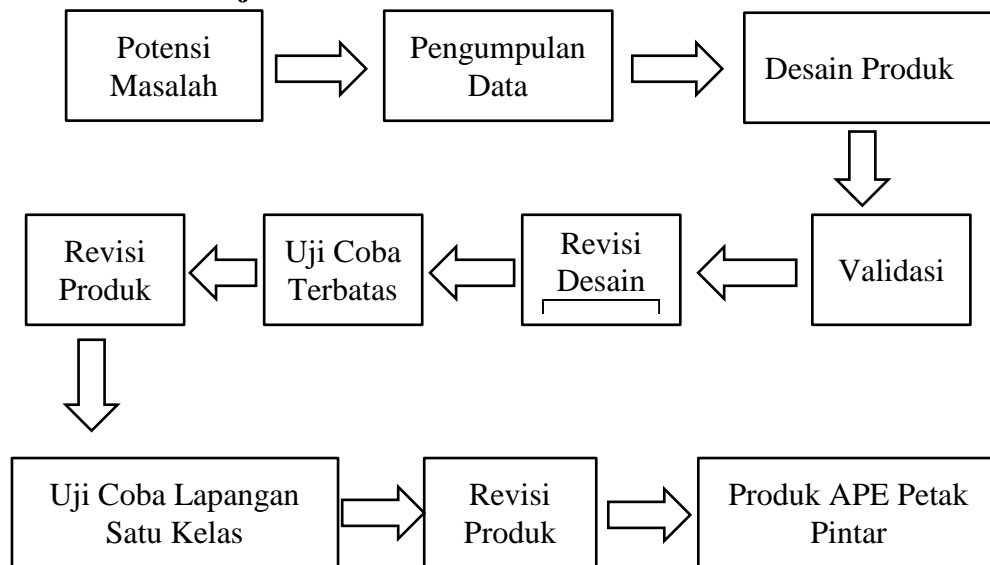 Potensi
Masalah
Pengumpulan
Data
Desain Produk
Validasi
Revisi
Desain
Uji Coba
Terbatas
Revisi
Produk
Uji Coba Lapangan
Satu Kelas
Revisi
Produk
Produk APE Petak
Pintar